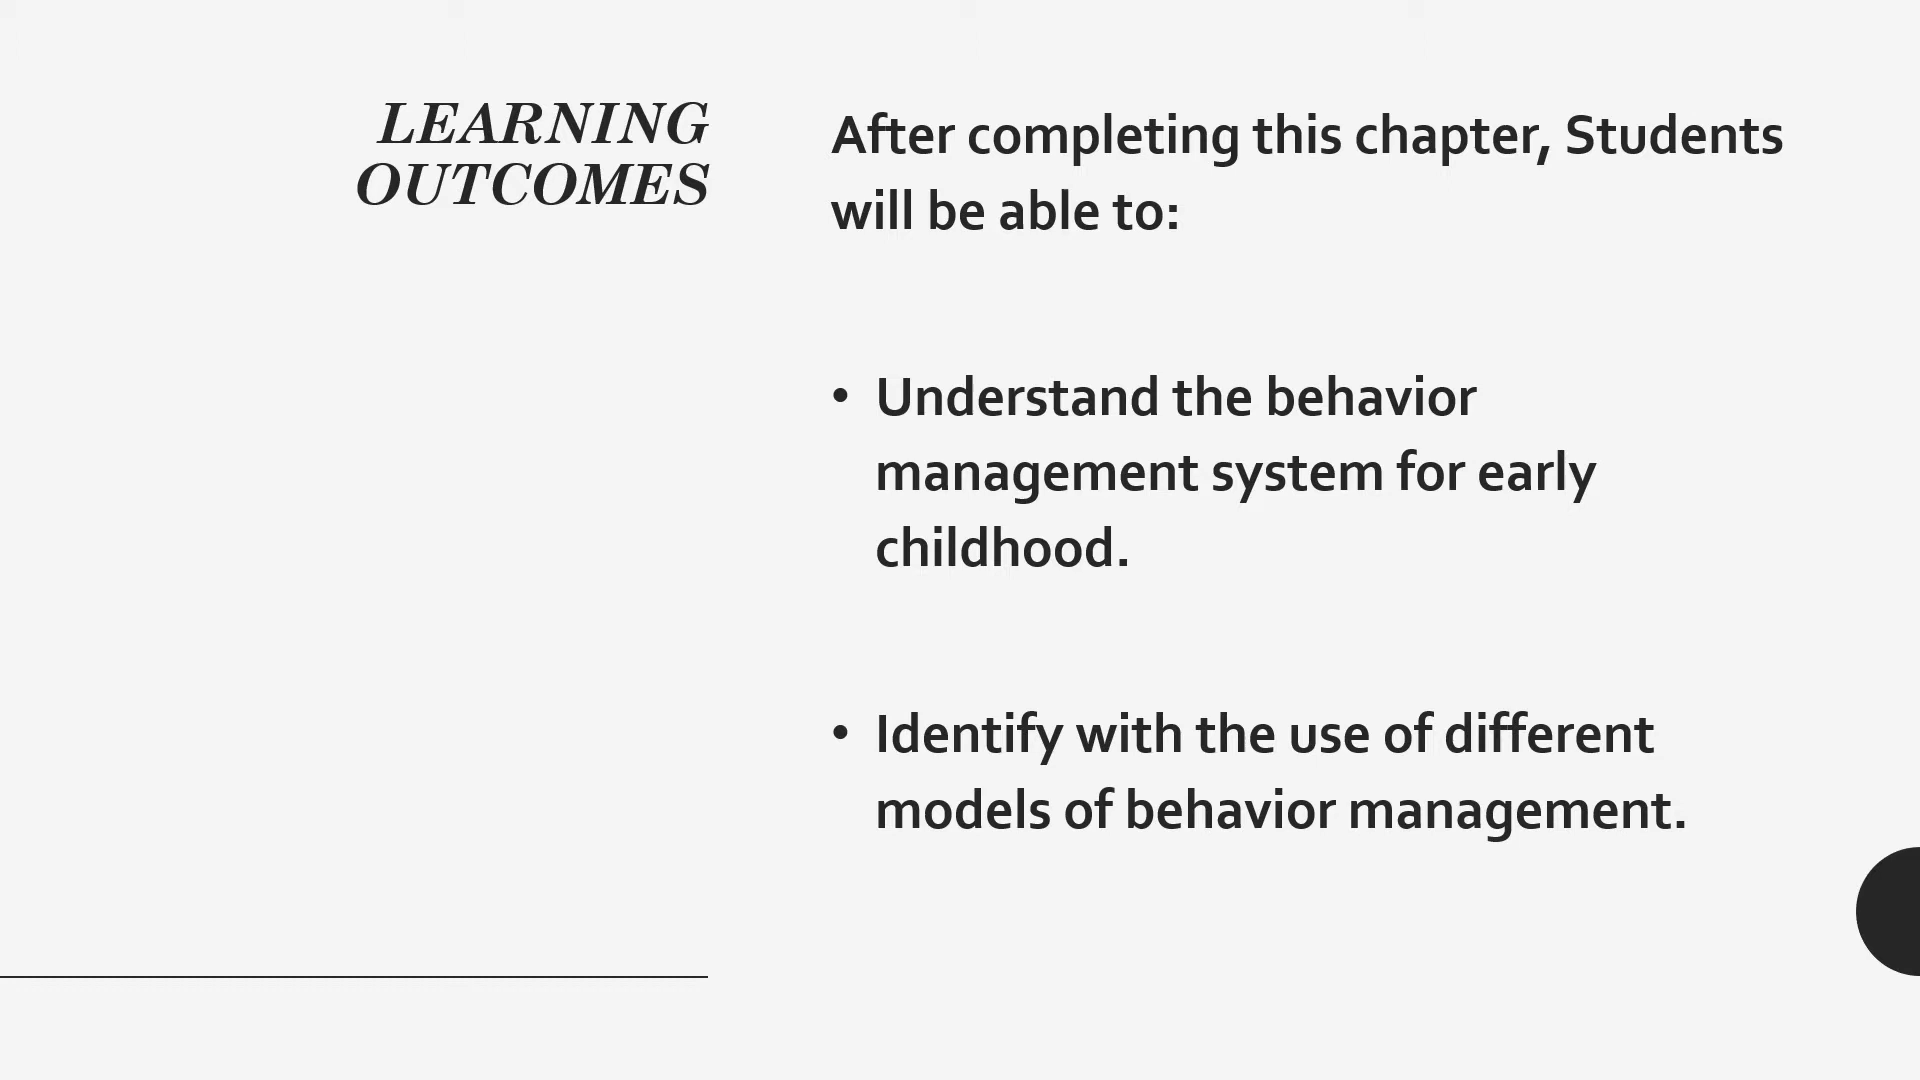 LEARNING
OUTCOMES
After completing this chapter, Students
will be able to:
• Understand the behavior
management system for early
childhood.
• Identify with the use of different
models of behavior management.